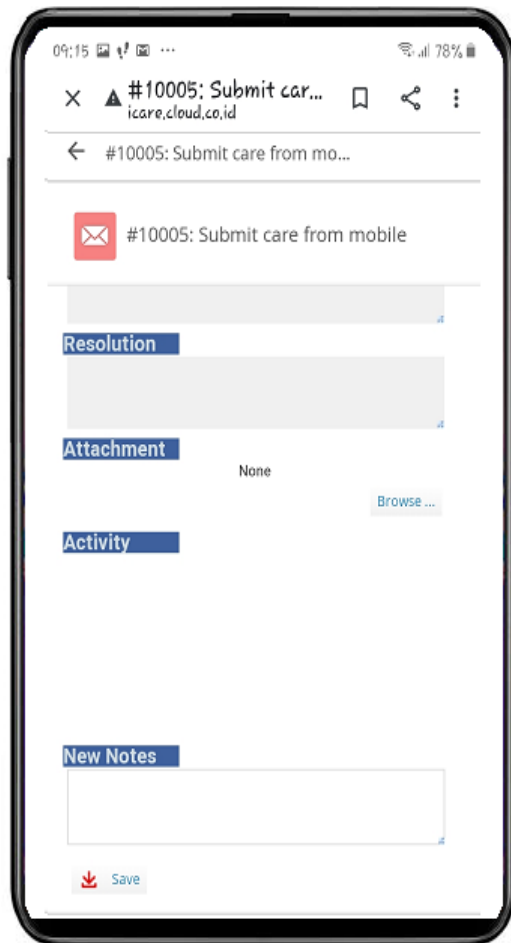 09:15 ... 78%
#10005: Submit car...
icare.cloud.co.id
#10005: Submit care from mo...
#10005: Submit care from mobile
Resolution
Attachment
None
Browse ...
Activity
New Notes
Save